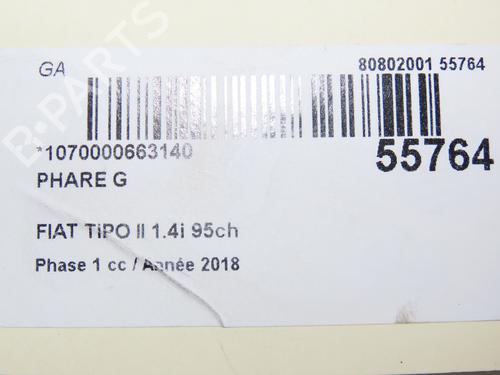 GA 80802001 55764
*1070000663140 55764
PHARE G
FIAT TIPO II 1.4i 95ch
Phase 1 cc / Année 2018
B-PARTS